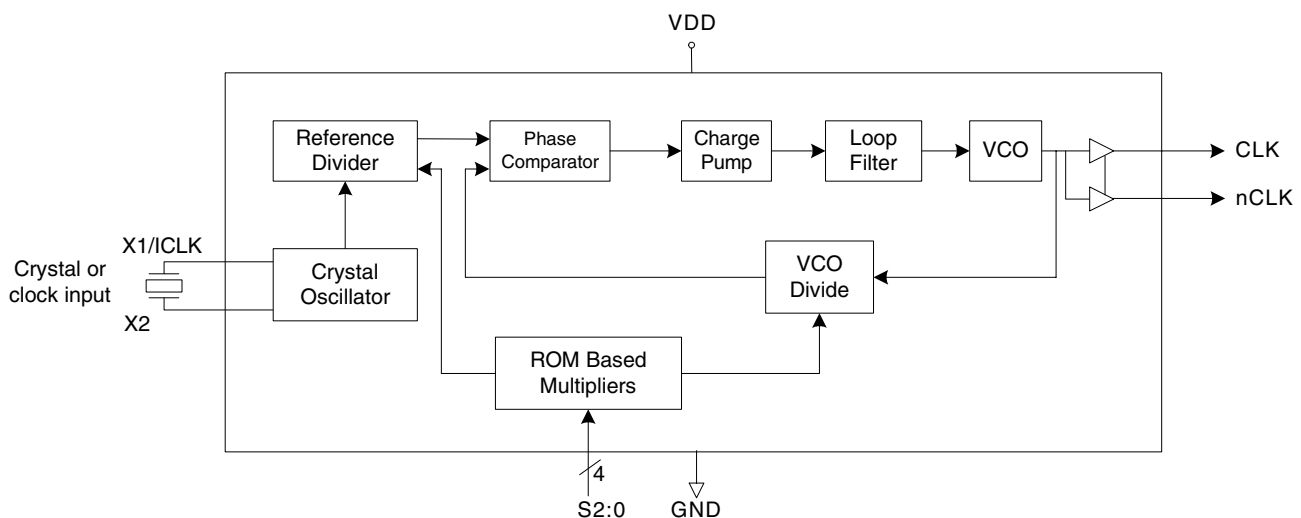 VDD
Reference
Divider
Phase
Comparator
Charge
Pump
Loop
Filter
VCO
CLK
nCLK
X1/ICLK
Crystal or
clock input
X2
Crystal
Oscillator
VCO
Divide
ROM Based
Multipliers
4
S2:0
GND